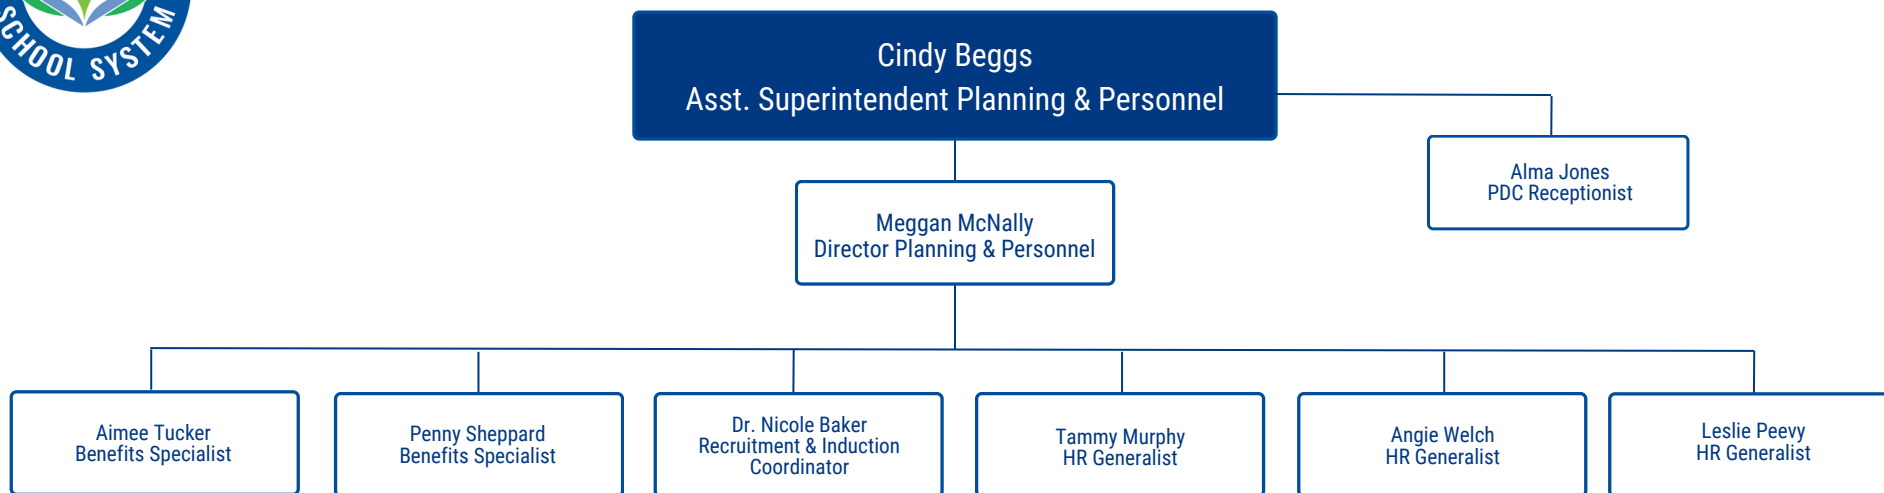 SCHOOL SYSTEM
Cindy Beggs
Asst. Superintendent Planning & Personnel
Alma Jones
PDC Receptionist
Meggan McNally
Director Planning & Personnel
Aimee Tucker
Benefits Specialist
Penny Sheppard
Benefits Specialist
Dr. Nicole Baker
Recruitment & Induction
Coordinator
Tammy Murphy
HR Generalist
Angie Welch
HR Generalist
Leslie Peevy
HR Generalist